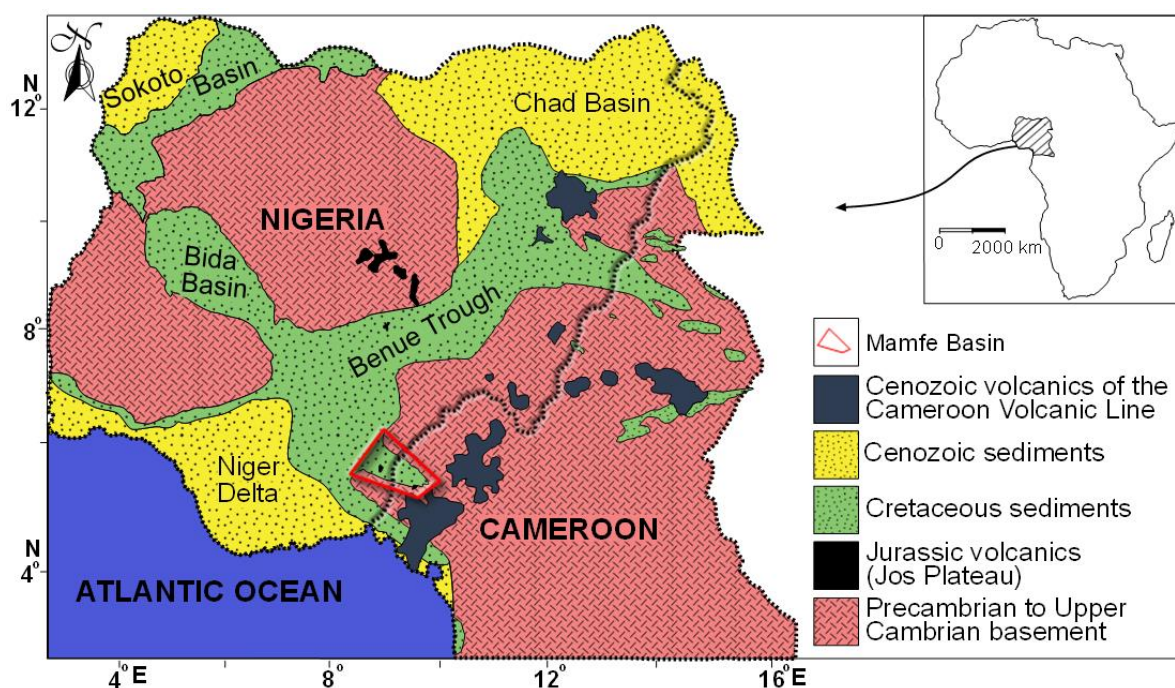 N
N
12°
Sokoto
Basin
Chad Basin
NIGERIA
Bida
Basin
8°
Benue Trough
Niger
Delta
CAMEROON
N
4°
ATLANTIC OCEAN
4°E
8°
12°
16°E
0 2000 km
Mamfe Basin
Cenozoic volcanics of the
Cameroon Volcanic Line
Cenozoic sediments
Cretaceous sediments
Jurassic volcanics
(Jos Plateau)
Precambrian to Upper
Cambrian basement